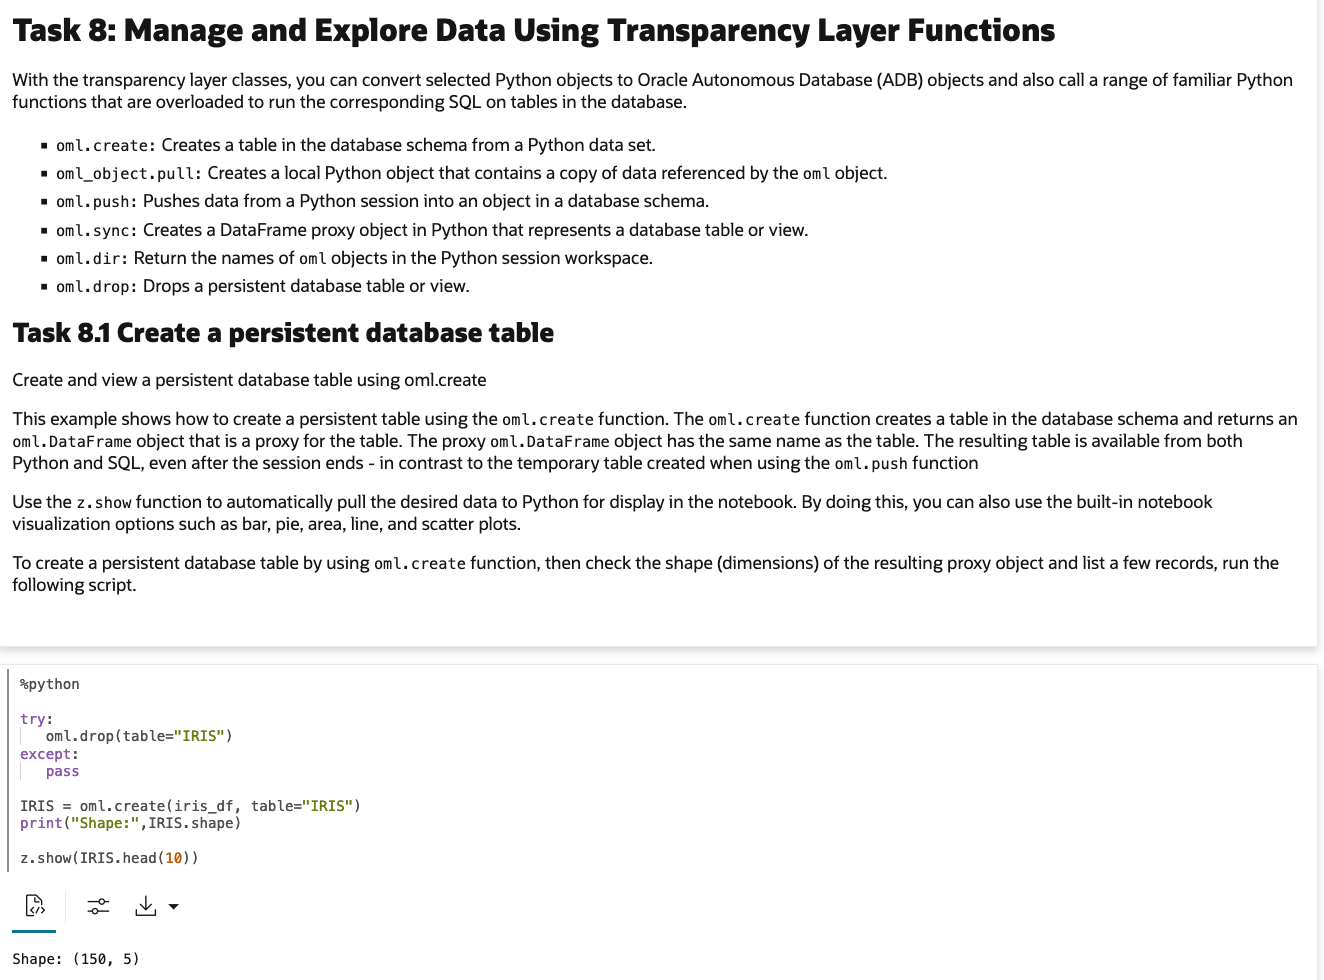 Task 8: Manage and Explore Data Using Transparency Layer Functions
With the transparency layer classes, you can convert selected Python objects to Oracle Autonomous Database (ADB) objects and also call a range of familiar Python
functions that are overloaded to run the corresponding SQL on tables in the database.
▪ oml.create: Creates a table in the database schema from a Python data set.
▪ oml_object.pull: Creates a local Python object that contains a copy of data referenced by the oml object.
▪ oml.push: Pushes data from a Python session into an object in a database schema.
▪ oml.sync: Creates a DataFrame proxy object in Python that represents a database table or view.
▪ oml.dir: Return the names of oml objects in the Python session workspace.
▪ oml.drop: Drops a persistent database table or view.
Task 8.1 Create a persistent database table
Create and view a persistent database table using oml.create
This example shows how to create a persistent table using the oml.create function. The oml.create function creates a table in the database schema and returns an
oml.DataFrame object that is a proxy for the table. The proxy oml.DataFrame object has the same name as the table. The resulting table is available from both
Python and SQL, even after the session ends - in contrast to the temporary table created when using the oml.push function
Use the z.show function to automatically pull the desired data to Python for display in the notebook. By doing this, you can also use the built-in notebook
visualization options such as bar, pie, area, line, and scatter plots.
To create a persistent database table by using oml.create function, then check the shape (dimensions) of the resulting proxy object and list a few records, run the
following script.
%python
try:
   oml.drop(table="IRIS")
except:
   pass
IRIS = oml.create(iris_df, table="IRIS")
print("Shape:",IRIS.shape)
z.show(IRIS.head(10))
Shape: (150, 5)